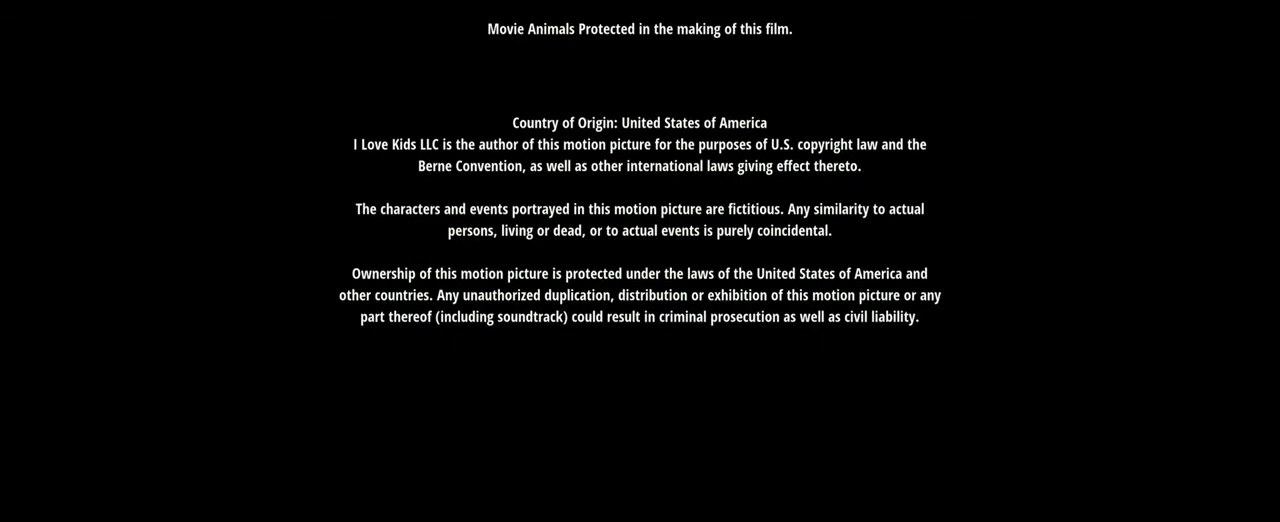 Movie Animals Protected in the making of this film.
Country of Origin: United States of America
I Love Kids LLC is the author of this motion picture for the purposes of U.S. copyright law and the
Berne Convention, as well as other international laws giving effect thereto.
The characters and events portrayed in this motion picture are fictitious. Any similarity to actual
persons, living or dead, or to actual events is purely coincidental.
Ownership of this motion picture is protected under the laws of the United States of America and
other countries. Any unauthorized duplication, distribution or exhibition of this motion picture or any
part thereof (including soundtrack) could result in criminal prosecution as well as civil liability.